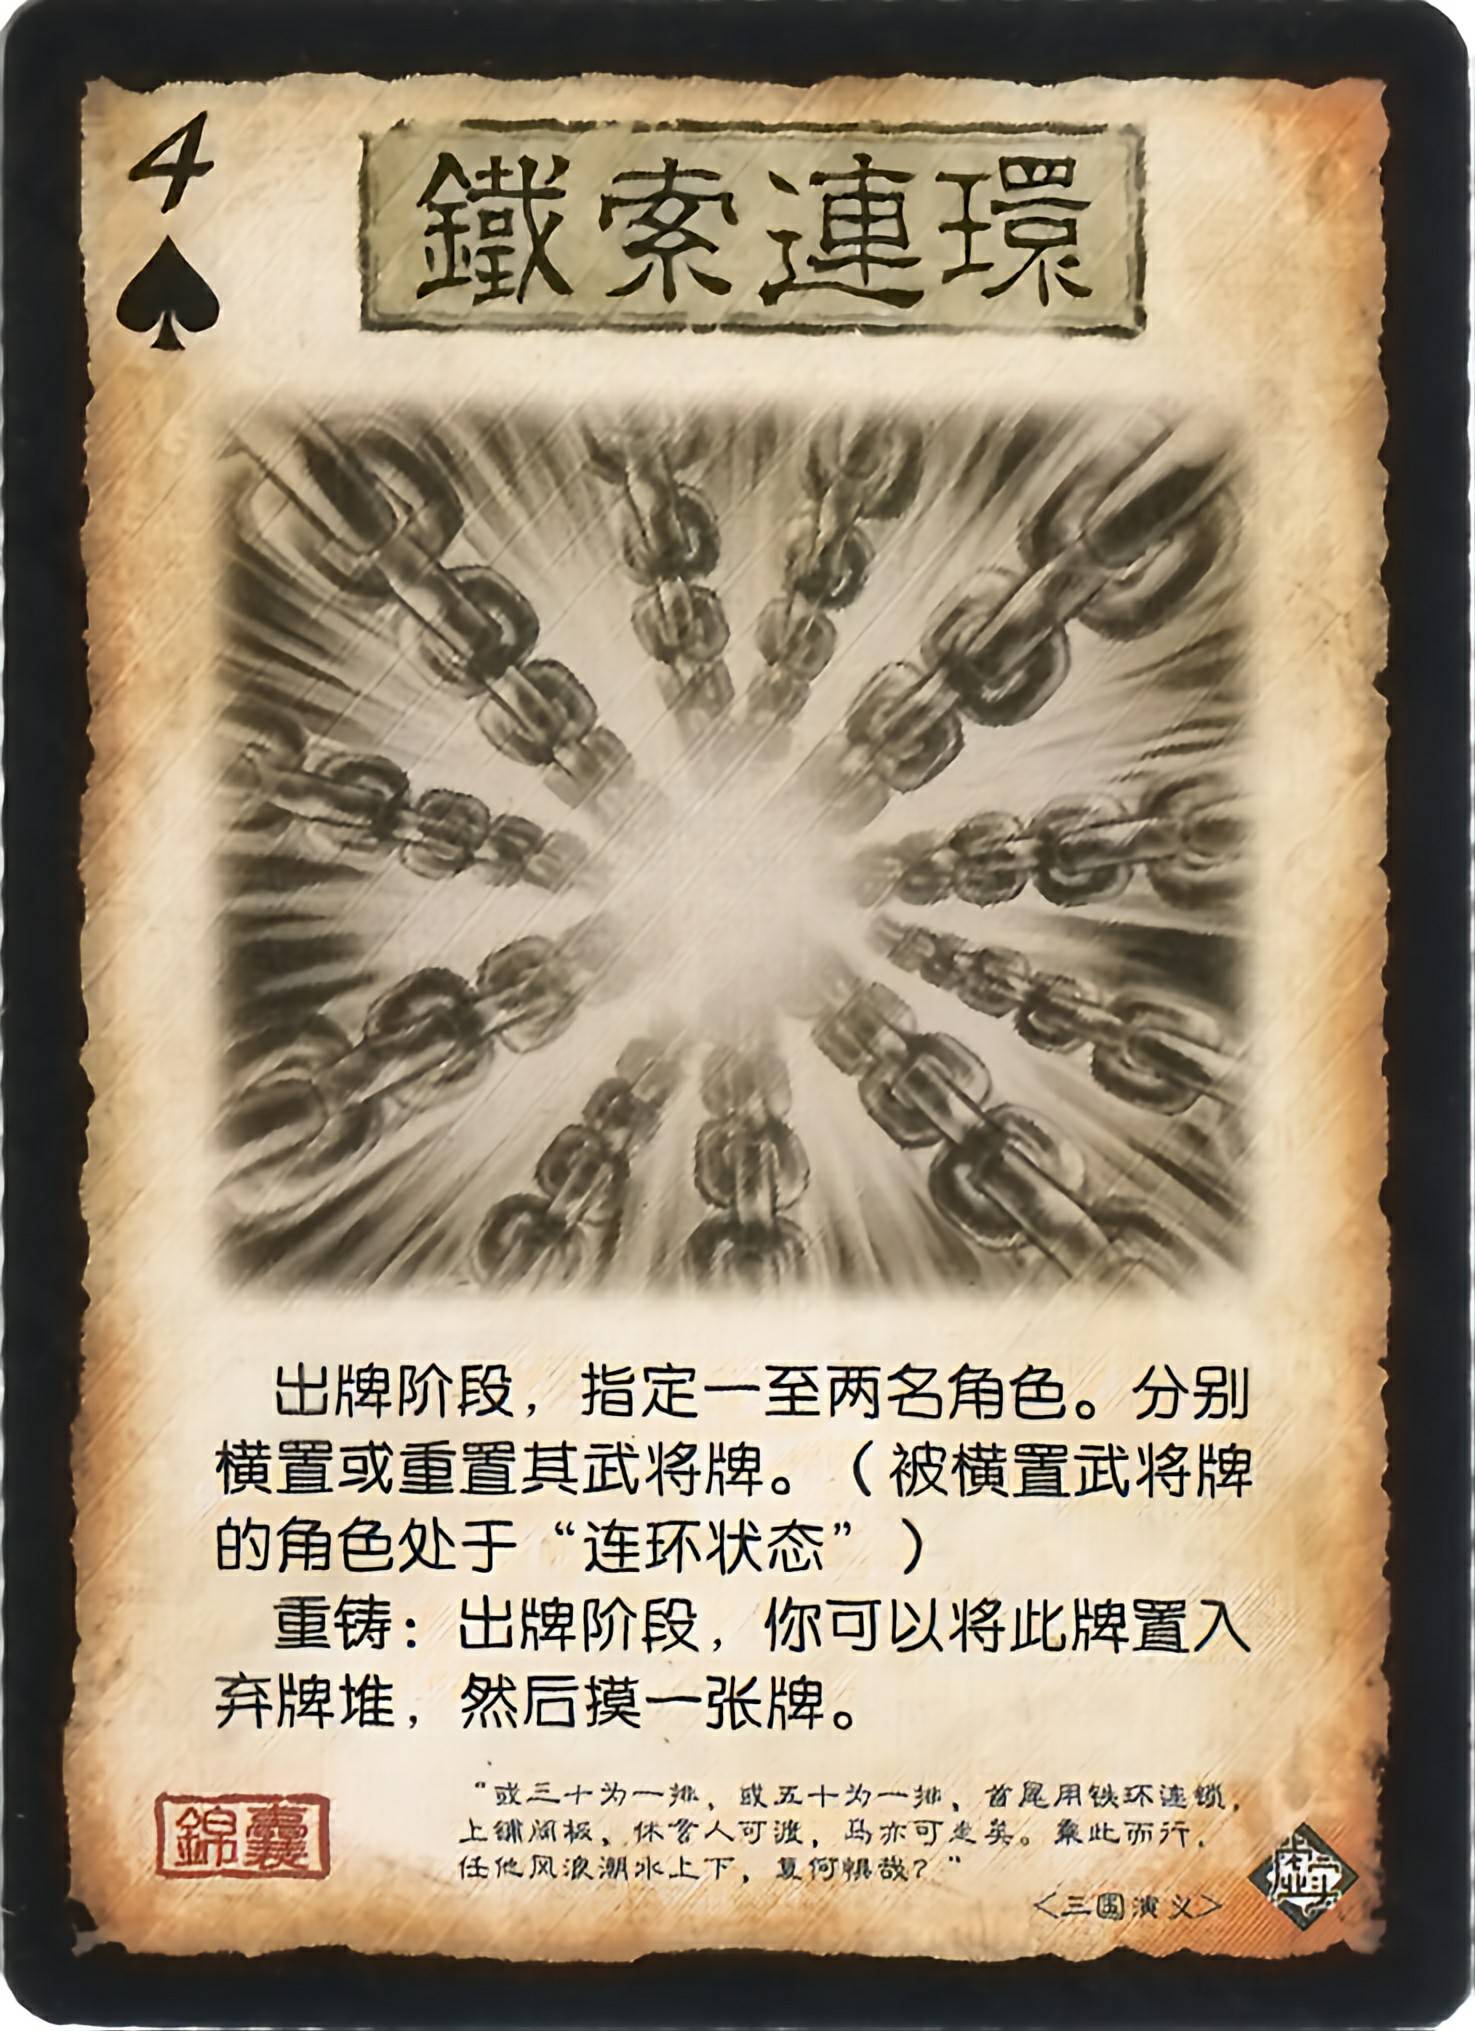 4
鐵索連環
出牌阶段，指定一至两名角色。分别
横置或重置其武将牌。（被横置武将牌
的角色处于“连环状态”）
重铸：出牌阶段，你可以将此牌置入
弃牌堆，然后摸一张牌。
錦囊
“或三十为一排、或五十为一排、首尾用铁环连锁，
上铺阔板，休言人可渡，马亦可走矣。乘此而行，
任他风浪潮水上下，复何惧哉？”
＜三国演义＞